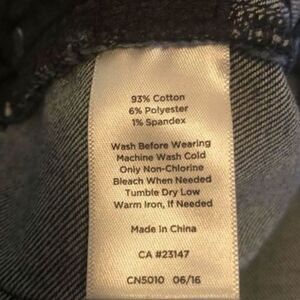 93% Cotton
6% Polyester
1% Spandex
Wash Before Wearing
Machine Wash Cold
Only Non-Chlorine
Bleach When Needed
Tumble Dry Low
Warm Iron, If Needed
Made in China
CA #23147
CN5010 06/16